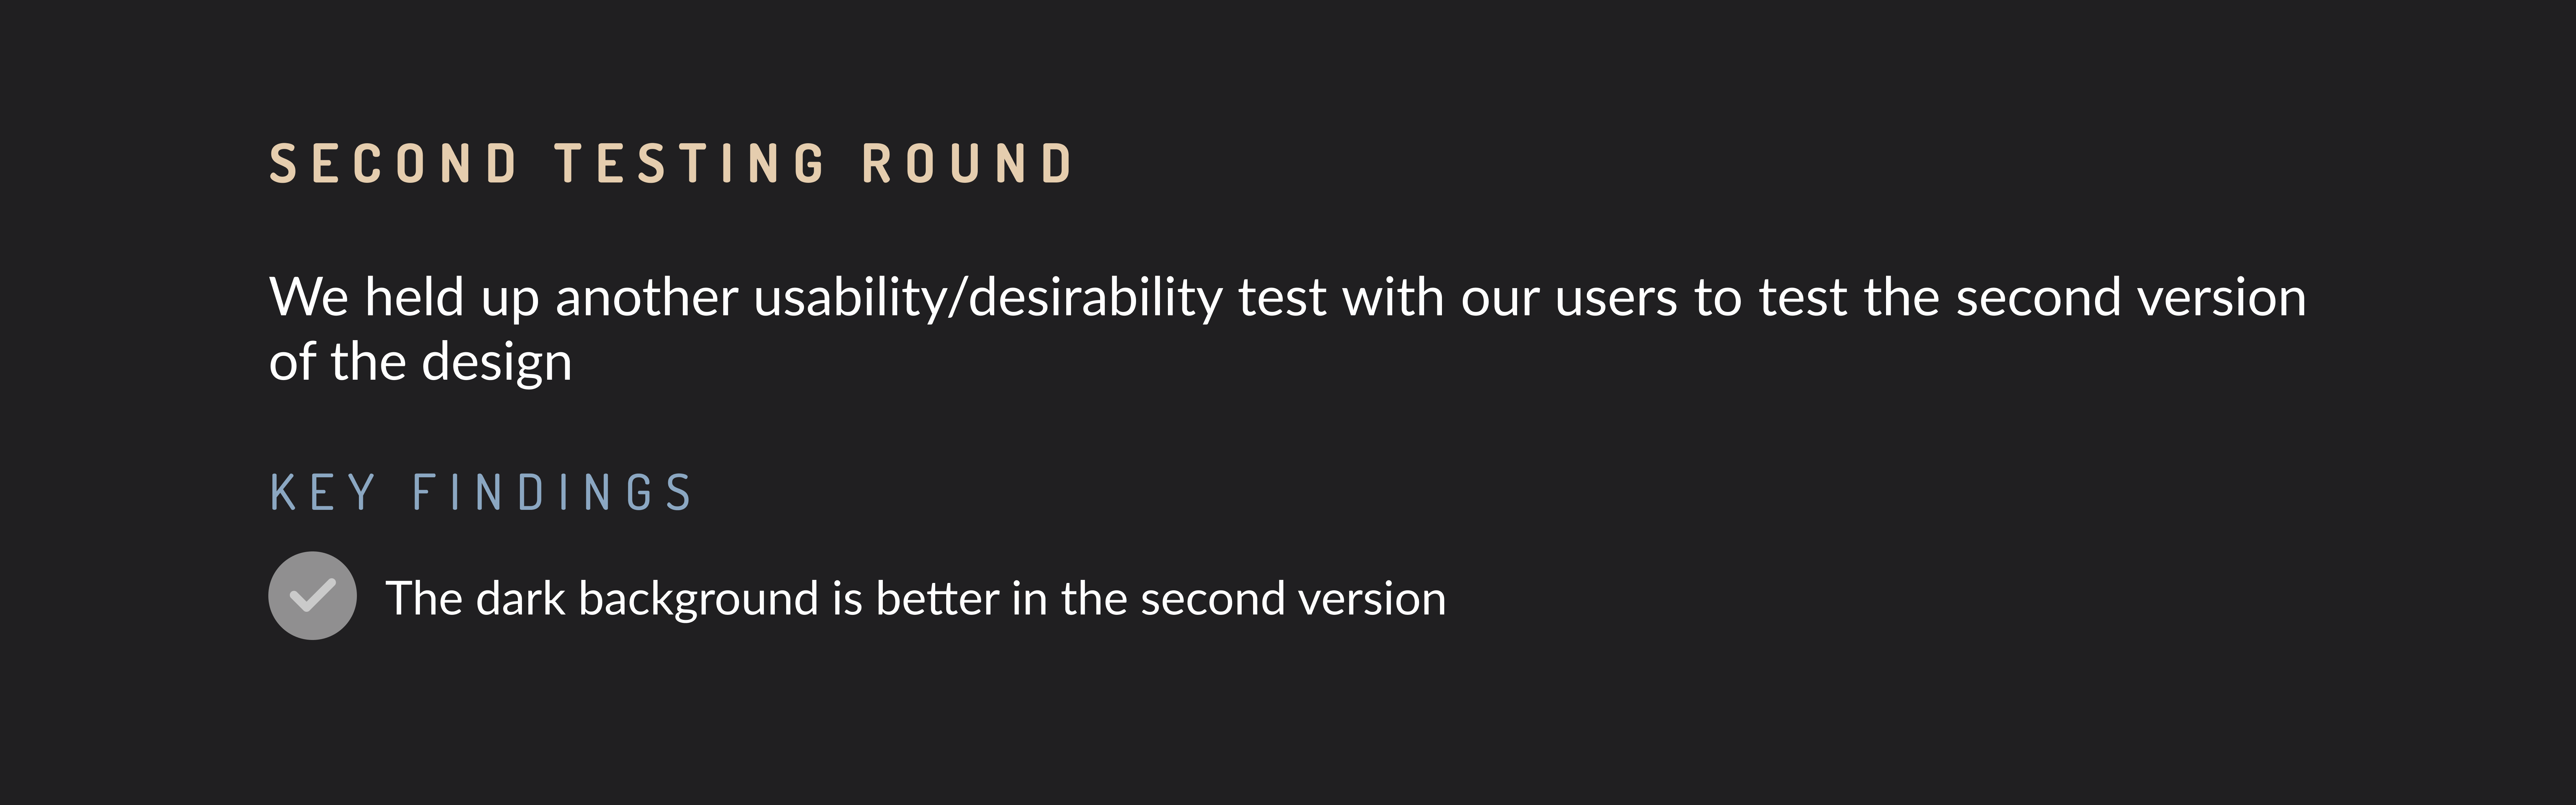 SECOND TESTING ROUND
We held up another usability/desirability test with our users to test the second version
of the design
KEY FINDINGS
The dark background is better in the second version